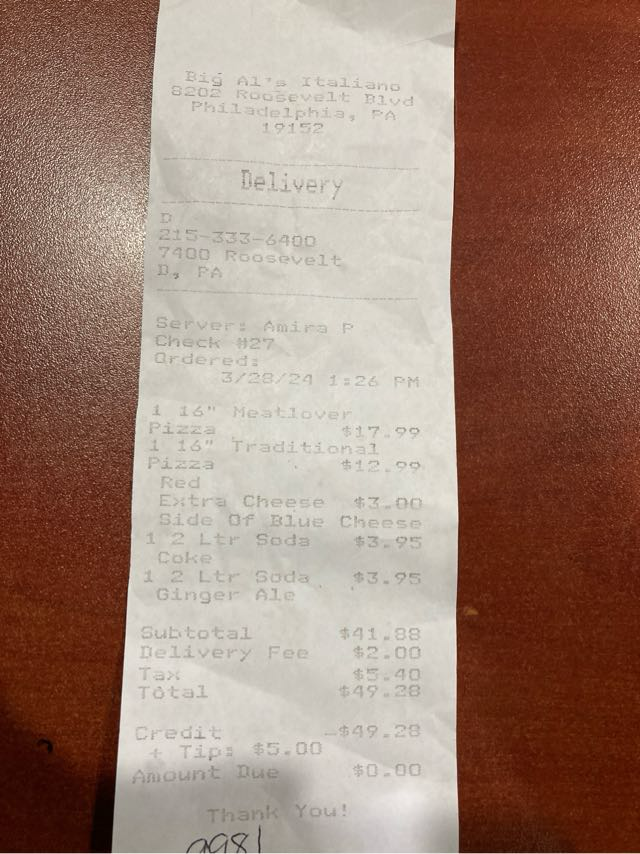 Big Al's Italiano
8202 Roosevelt Blvd
Philadelphia, PA
19152
Delivery
D
215-333-6400
7400 Roosevelt
D, PA
Server: Amira P
Check #27
Ordered:
3/28/24 1:26 PM
1 16" Meatlover
Pizza $17.99
1 16" Traditional
Pizza $12.99
Red
Extra Cheese $3.00
Side Of Blue Cheese
1 2 Ltr Soda $3.95
Coke
1 2 Ltr Soda $3.95
Ginger Ale
Subtotal $41.88
Delivery Fee $2.00
Tax $5.40
Total $49.28
Credit -$49.28
+ Tip: $5.00
Amount Due $0.00
Thank You!